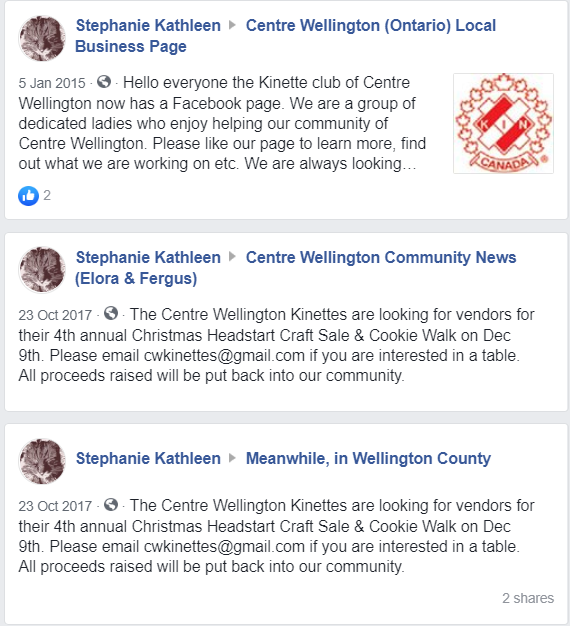 Stephanie Kathleen ▸ Centre Wellington (Ontario) Local
Business Page
5 Jan 2015 · Hello everyone the Kinette club of Centre
Wellington now has a Facebook page. We are a group of
dedicated ladies who enjoy helping our community of
Centre Wellington. Please like our page to learn more, find
out what we are working on etc. We are always looking...
KIN
CANADA ®
2
Stephanie Kathleen ▸ Centre Wellington Community News
(Elora & Fergus)
23 Oct 2017 · The Centre Wellington Kinettes are looking for vendors for
their 4th annual Christmas Headstart Craft Sale & Cookie Walk on Dec
9th. Please email cwkinettes@gmail.com if you are interested in a table.
All proceeds raised will be put back into our community.
Stephanie Kathleen ▸ Meanwhile, in Wellington County
23 Oct 2017 · The Centre Wellington Kinettes are looking for vendors for
their 4th annual Christmas Headstart Craft Sale & Cookie Walk on Dec
9th. Please email cwkinettes@gmail.com if you are interested in a table.
All proceeds raised will be put back into our community.
2 shares